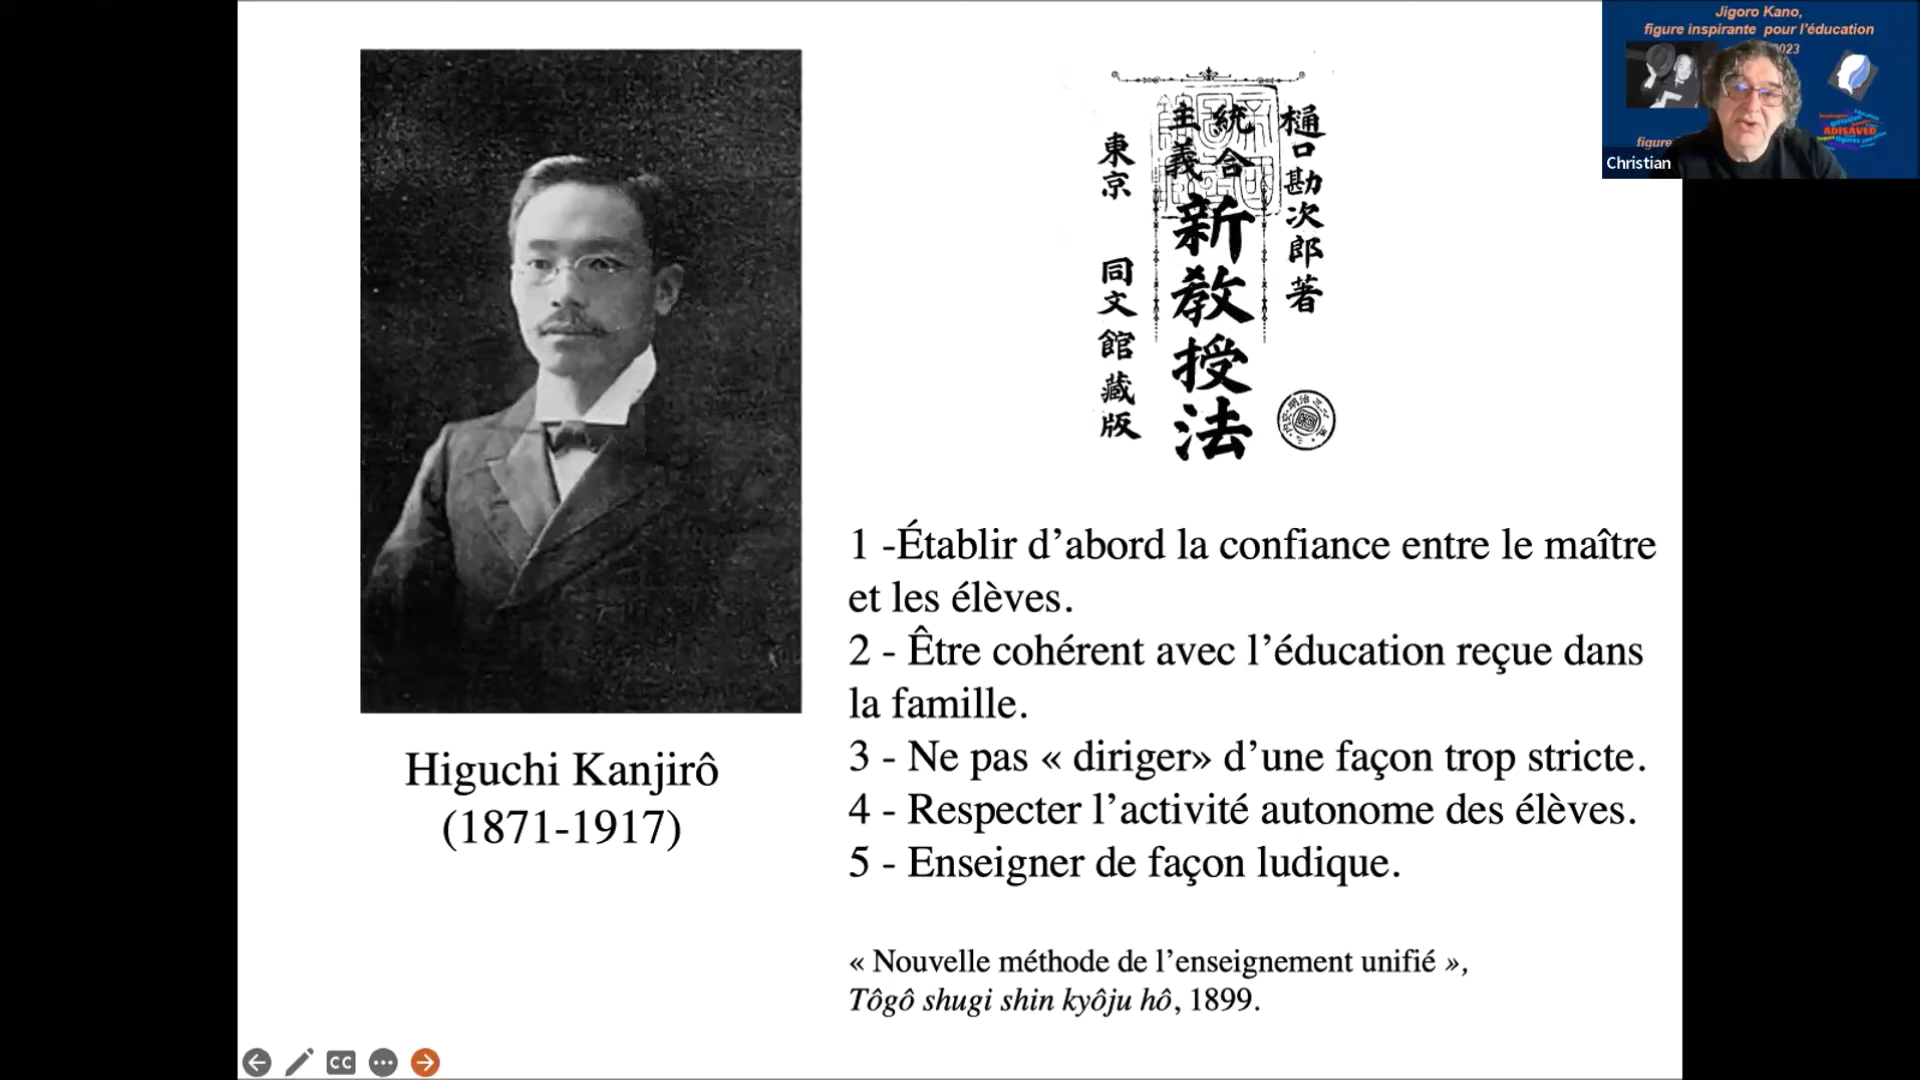 Jigoro Kano,
figure inspirante pour l'éducation
2023
figure
ADISAVED
Christian
樋口勘次郎著
統合
主義
新教授法
東京 同文館藏版
Higuchi Kanjirô
(1871-1917)
1 -Établir d’abord la confiance entre le maître
et les élèves.
2 - Être cohérent avec l’éducation reçue dans
la famille.
3 - Ne pas « diriger» d’une façon trop stricte.
4 - Respecter l’activité autonome des élèves.
5 - Enseigner de façon ludique.
« Nouvelle méthode de l’enseignement unifié »,
Tôgô shugi shin kyôju hô, 1899.
CC